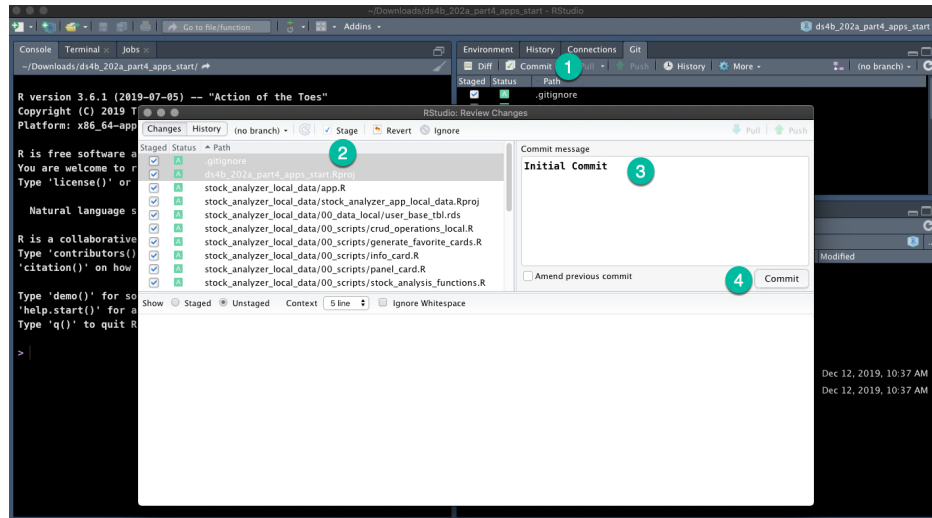 ~/Downloads/ds4b_202a_part4_apps_start - RStudio
Go to file/function Addins ds4b_202a_part4_apps_start
Console Terminal Jobs
~/Downloads/ds4b_202a_part4_apps_start/
R version 3.6.1 (2019-07-05) -- "Action of the Toes"
Copyright (C) 2019 T
Platform: x86_64-app
R is free software a
You are welcome to r
Type 'license()' or
Natural language s
R is a collaborative
Type 'contributors()
'citation()' on how
Type 'demo()' for so
'help.start()' for a
Type 'q()' to quit R
>
Environment History Connections Git
Diff Commit 1 Pull Push History More (no branch)
Staged Status Path
A .gitignore
RStudio: Review Changes
Changes History (no branch) Stage Revert Ignore Pull Push
2
Staged Status Path
A .gitignore
A ds4b_202a_part4_apps_start.Rproj
A stock_analyzer_local_data/app.R
A stock_analyzer_local_data/stock_analyzer_app_local_data.Rproj
A stock_analyzer_local_data/00_data_local/user_base_tbl.rds
A stock_analyzer_local_data/00_scripts/crud_operations_local.R
A stock_analyzer_local_data/00_scripts/generate_favorite_cards.R
A stock_analyzer_local_data/00_scripts/info_card.R
A stock_analyzer_local_data/00_scripts/panel_card.R
A stock_analyzer_local_data/00_scripts/stock_analysis_functions.R
Commit message
Initial Commit 3
Amend previous commit 4 Commit
Show Staged Unstaged Context 5 line Ignore Whitespace
Modified
Dec 12, 2019, 10:37 AM
Dec 12, 2019, 10:37 AM